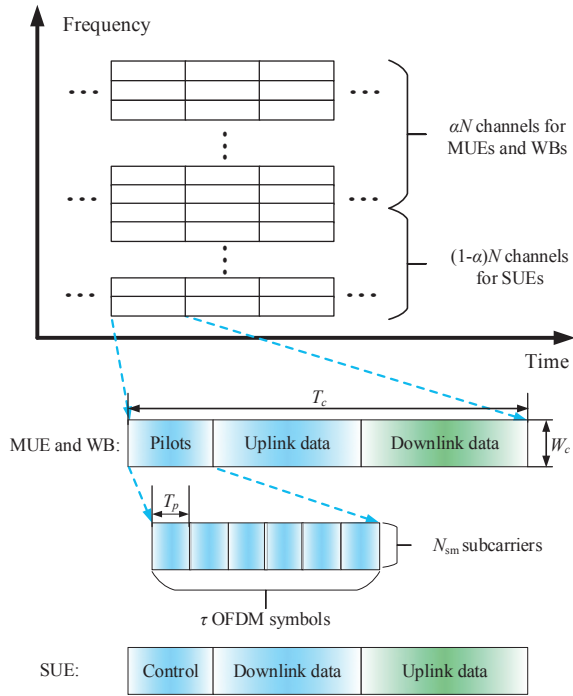 Frequency
αN channels for
MUEs and WBs
(1-α)N channels
for SUEs
Time
T_c
MUE and WB:
Pilots
Uplink data
Downlink data
W_c
T_p
N_sm subcarriers
τ OFDM symbols
SUE:
Control
Downlink data
Uplink data